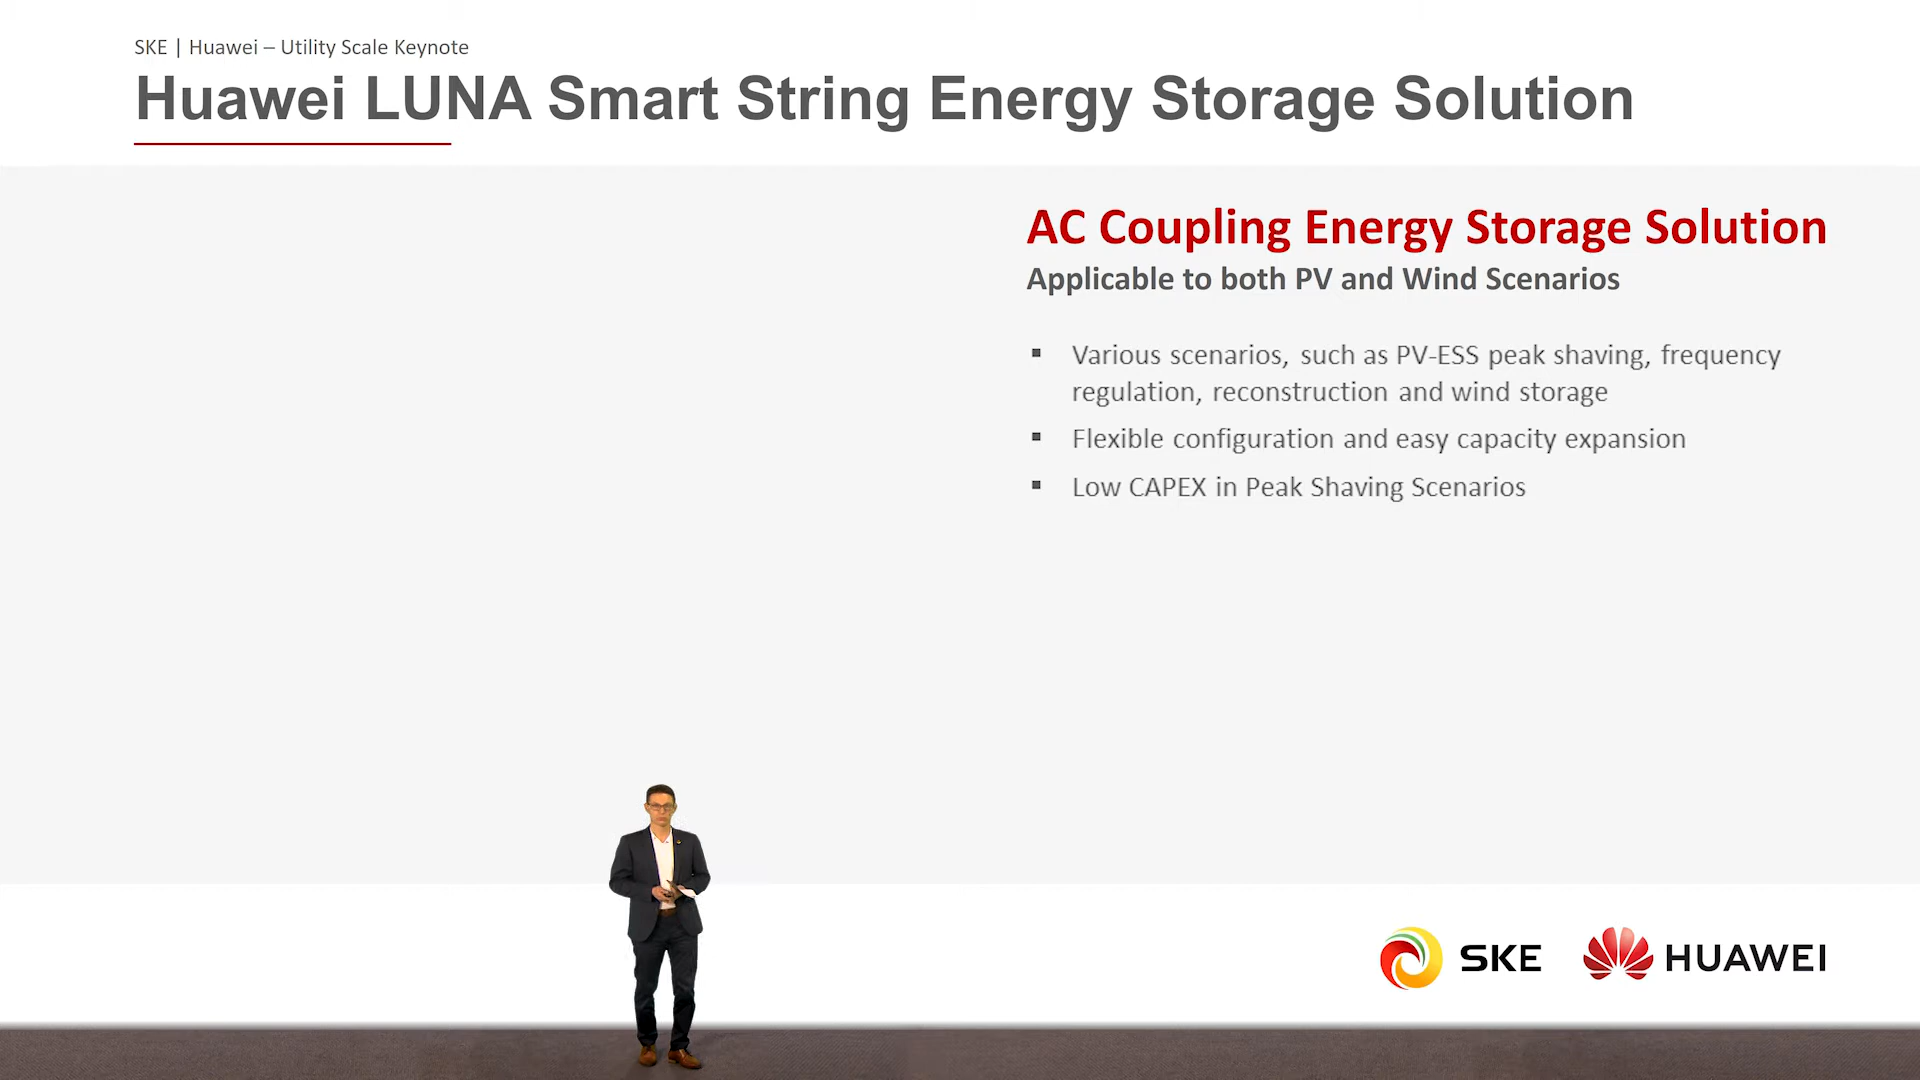 SKE | Huawei – Utility Scale Keynote
Huawei LUNA Smart String Energy Storage Solution
AC Coupling Energy Storage Solution
Applicable to both PV and Wind Scenarios
▪ Various scenarios, such as PV-ESS peak shaving, frequency
regulation, reconstruction and wind storage
▪ Flexible configuration and easy capacity expansion
▪ Low CAPEX in Peak Shaving Scenarios
SKE HUAWEI